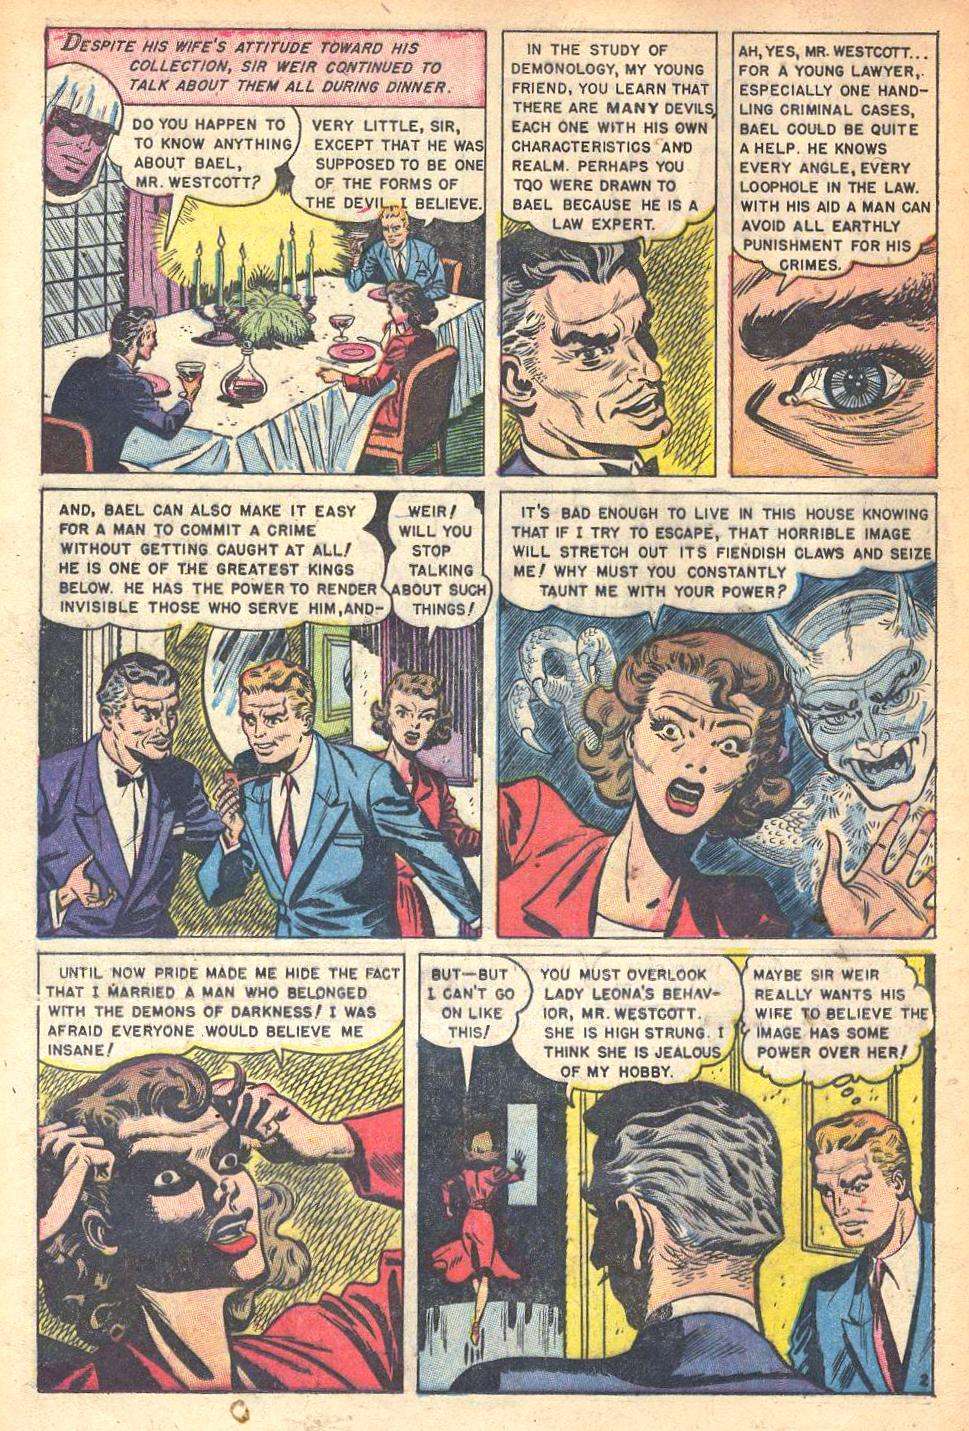 DESPITE HIS WIFE'S ATTITUDE TOWARD HIS
COLLECTION, SIR WEIR CONTINUED TO
TALK ABOUT THEM ALL DURING DINNER.
DO YOU HAPPEN TO
TO KNOW ANYTHING
ABOUT BAEL,
MR. WESTCOTT?
VERY LITTLE, SIR,
EXCEPT THAT HE WAS
SUPPOSED TO BE ONE
OF THE FORMS OF
THE DEVIL, I BELIEVE.
IN THE STUDY OF
DEMONOLOGY, MY YOUNG
FRIEND, YOU LEARN THAT
THERE ARE MANY DEVILS,
EACH ONE WITH HIS OWN
CHARACTERISTICS AND
REALM. PERHAPS YOU
TOO WERE DRAWN TO
BAEL BECAUSE HE IS A
LAW EXPERT.
AH, YES, MR. WESTCOTT...
FOR A YOUNG LAWYER,
ESPECIALLY ONE HAND-
LING CRIMINAL CASES,
BAEL COULD BE QUITE
A HELP. HE KNOWS
EVERY ANGLE, EVERY
LOOPHOLE IN THE LAW.
WITH HIS AID A MAN CAN
AVOID ALL EARTHLY
PUNISHMENT FOR HIS
CRIMES.
AND, BAEL CAN ALSO MAKE IT EASY
FOR A MAN TO COMMIT A CRIME
WITHOUT GETTING CAUGHT AT ALL!
HE IS ONE OF THE GREATEST KINGS
BELOW. HE HAS THE POWER TO RENDER
INVISIBLE THOSE WHO SERVE HIM, AND-
WEIR!
WILL YOU
STOP
TALKING
ABOUT SUCH
THINGS!
IT'S BAD ENOUGH TO LIVE IN THIS HOUSE KNOWING
THAT IF I TRY TO ESCAPE, THAT HORRIBLE IMAGE
WILL STRETCH OUT ITS FIENDISH CLAWS AND SEIZE
ME! WHY MUST YOU CONSTANTLY
TAUNT ME WITH YOUR POWER?
UNTIL NOW PRIDE MADE ME HIDE THE FACT
THAT I MARRIED A MAN WHO BELONGED
WITH THE DEMONS OF DARKNESS! I WAS
AFRAID EVERYONE WOULD BELIEVE ME
INSANE!
BUT-BUT
I CAN'T GO
ON LIKE
THIS!
YOU MUST OVERLOOK
LADY LEONA'S BEHAV-
IOR, MR. WESTCOTT.
SHE IS HIGH STRUNG. I
THINK SHE IS JEALOUS
OF MY HOBBY.
MAYBE SIR WEIR
REALLY WANTS HIS
WIFE TO BELIEVE THE
IMAGE HAS SOME
POWER OVER HER!
2